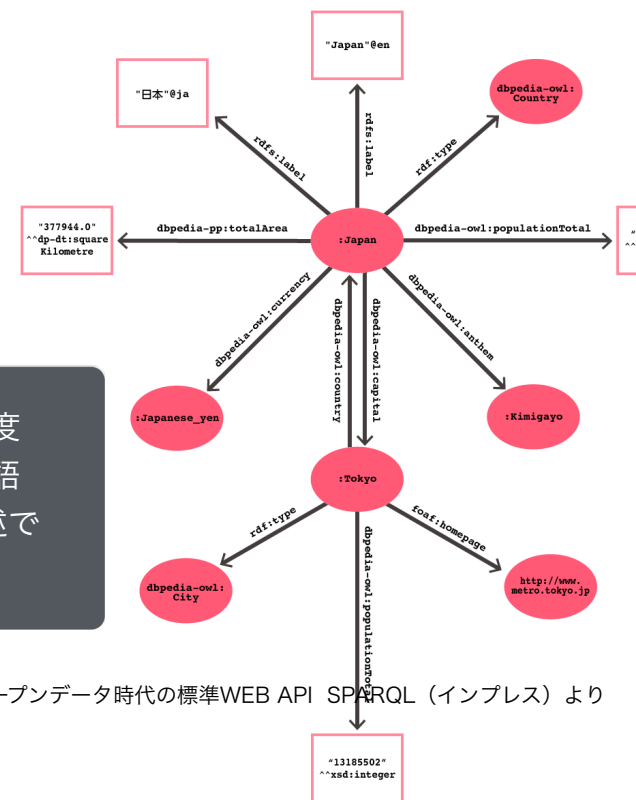 "Japan"@en
"日本"@ja
dbpedia-owl:
Country
rdfs:label
rdfs:label
rdf:type
"377944.0"
^^dp-dt:square
Kilometre
dbpedia-pp:totalArea
:Japan
dbpedia-owl:populationTotal
"
^^
dbpedia-owl:currency
dbpedia-owl:country
dbpedia-owl:capital
dbpedia-owl:anthem
:Japanese_yen
:Kimigayo
度
語
述で
:Tokyo
rdf:type
dbpedia-owl:populationTotal
foaf:homepage
dbpedia-owl:
City
http://www.
metro.tokyo.jp
ープンデータ時代の標準WEB API SPARQL（インプレス）より
"13185502"
^^xsd:integer